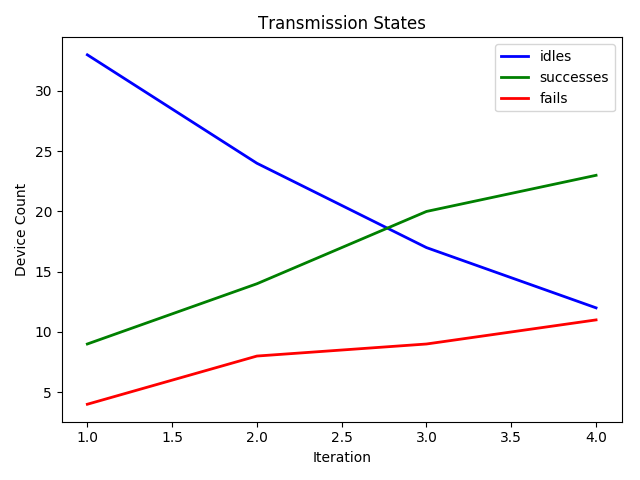 Transmission States
idles
successes
fails
Device Count
30
25
20
15
10
5
1.0 1.5 2.0 2.5 3.0 3.5 4.0
Iteration